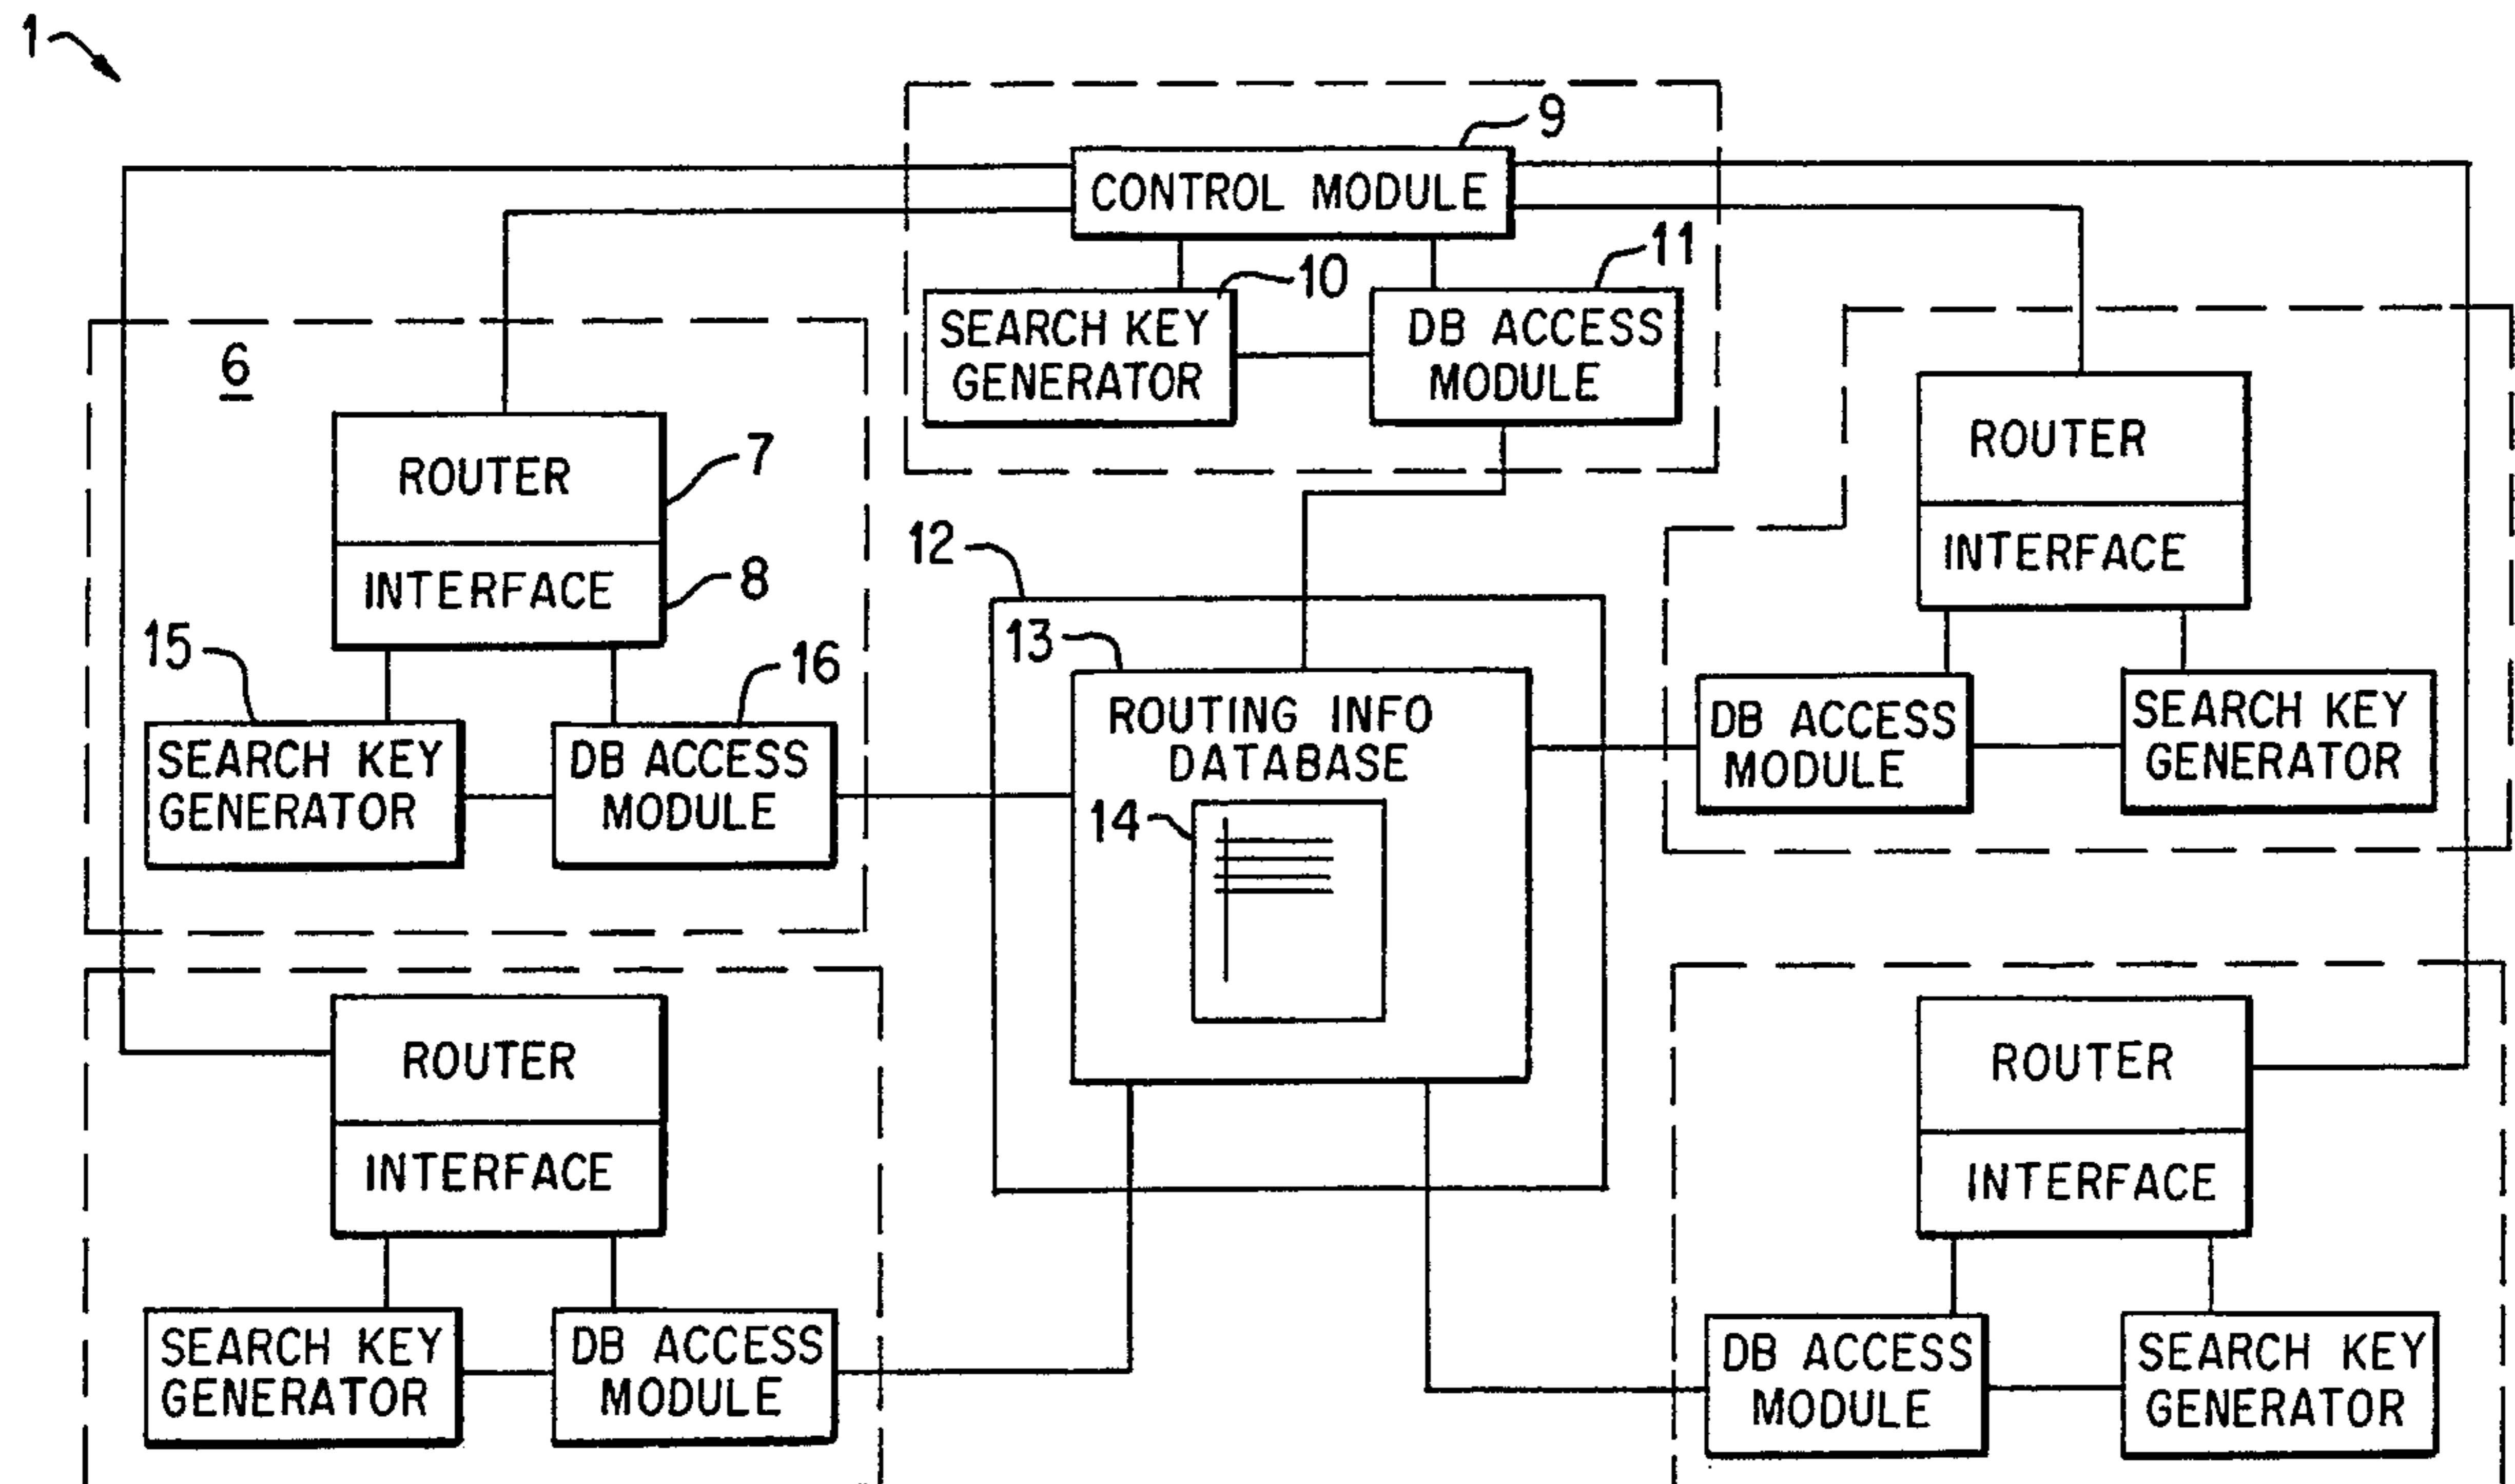 1
9
CONTROL MODULE
10
11
SEARCH KEY
GENERATOR
DB ACCESS
MODULE
6
ROUTER
7
INTERFACE
8
15
16
SEARCH KEY
GENERATOR
DB ACCESS
MODULE
12
13
ROUTING INFO
DATABASE
14
ROUTER
INTERFACE
DB ACCESS
MODULE
SEARCH KEY
GENERATOR
ROUTER
INTERFACE
SEARCH KEY
GENERATOR
DB ACCESS
MODULE
ROUTER
INTERFACE
DB ACCESS
MODULE
SEARCH KEY
GENERATOR